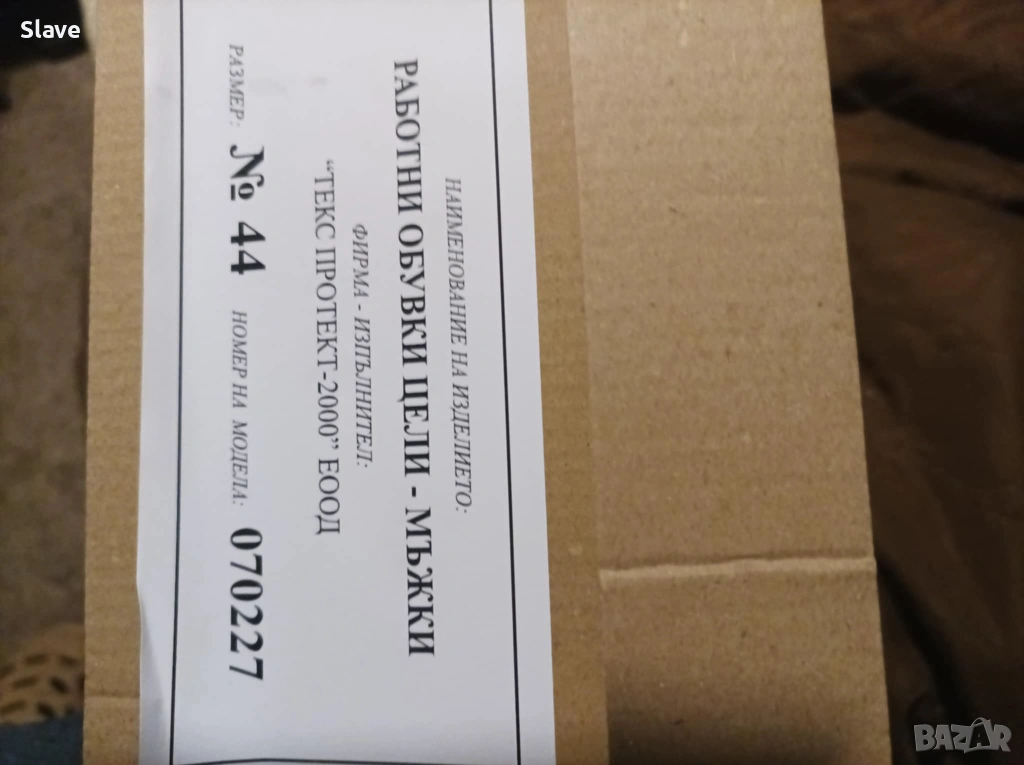 Slave
НАИМЕНОВАНИЕ НА ИЗДЕЛИЕТО:
РАБОТНИ ОБУВКИ ЦЕЛИ - МЪЖКИ
ФИРМА - ИЗПЪЛНИТЕЛ:
“ТЕКС ПРОТЕКТ-2000” ЕООД
РАЗМЕР: № 44 НОМЕР НА МОДЕЛА: 070227
BAZAR